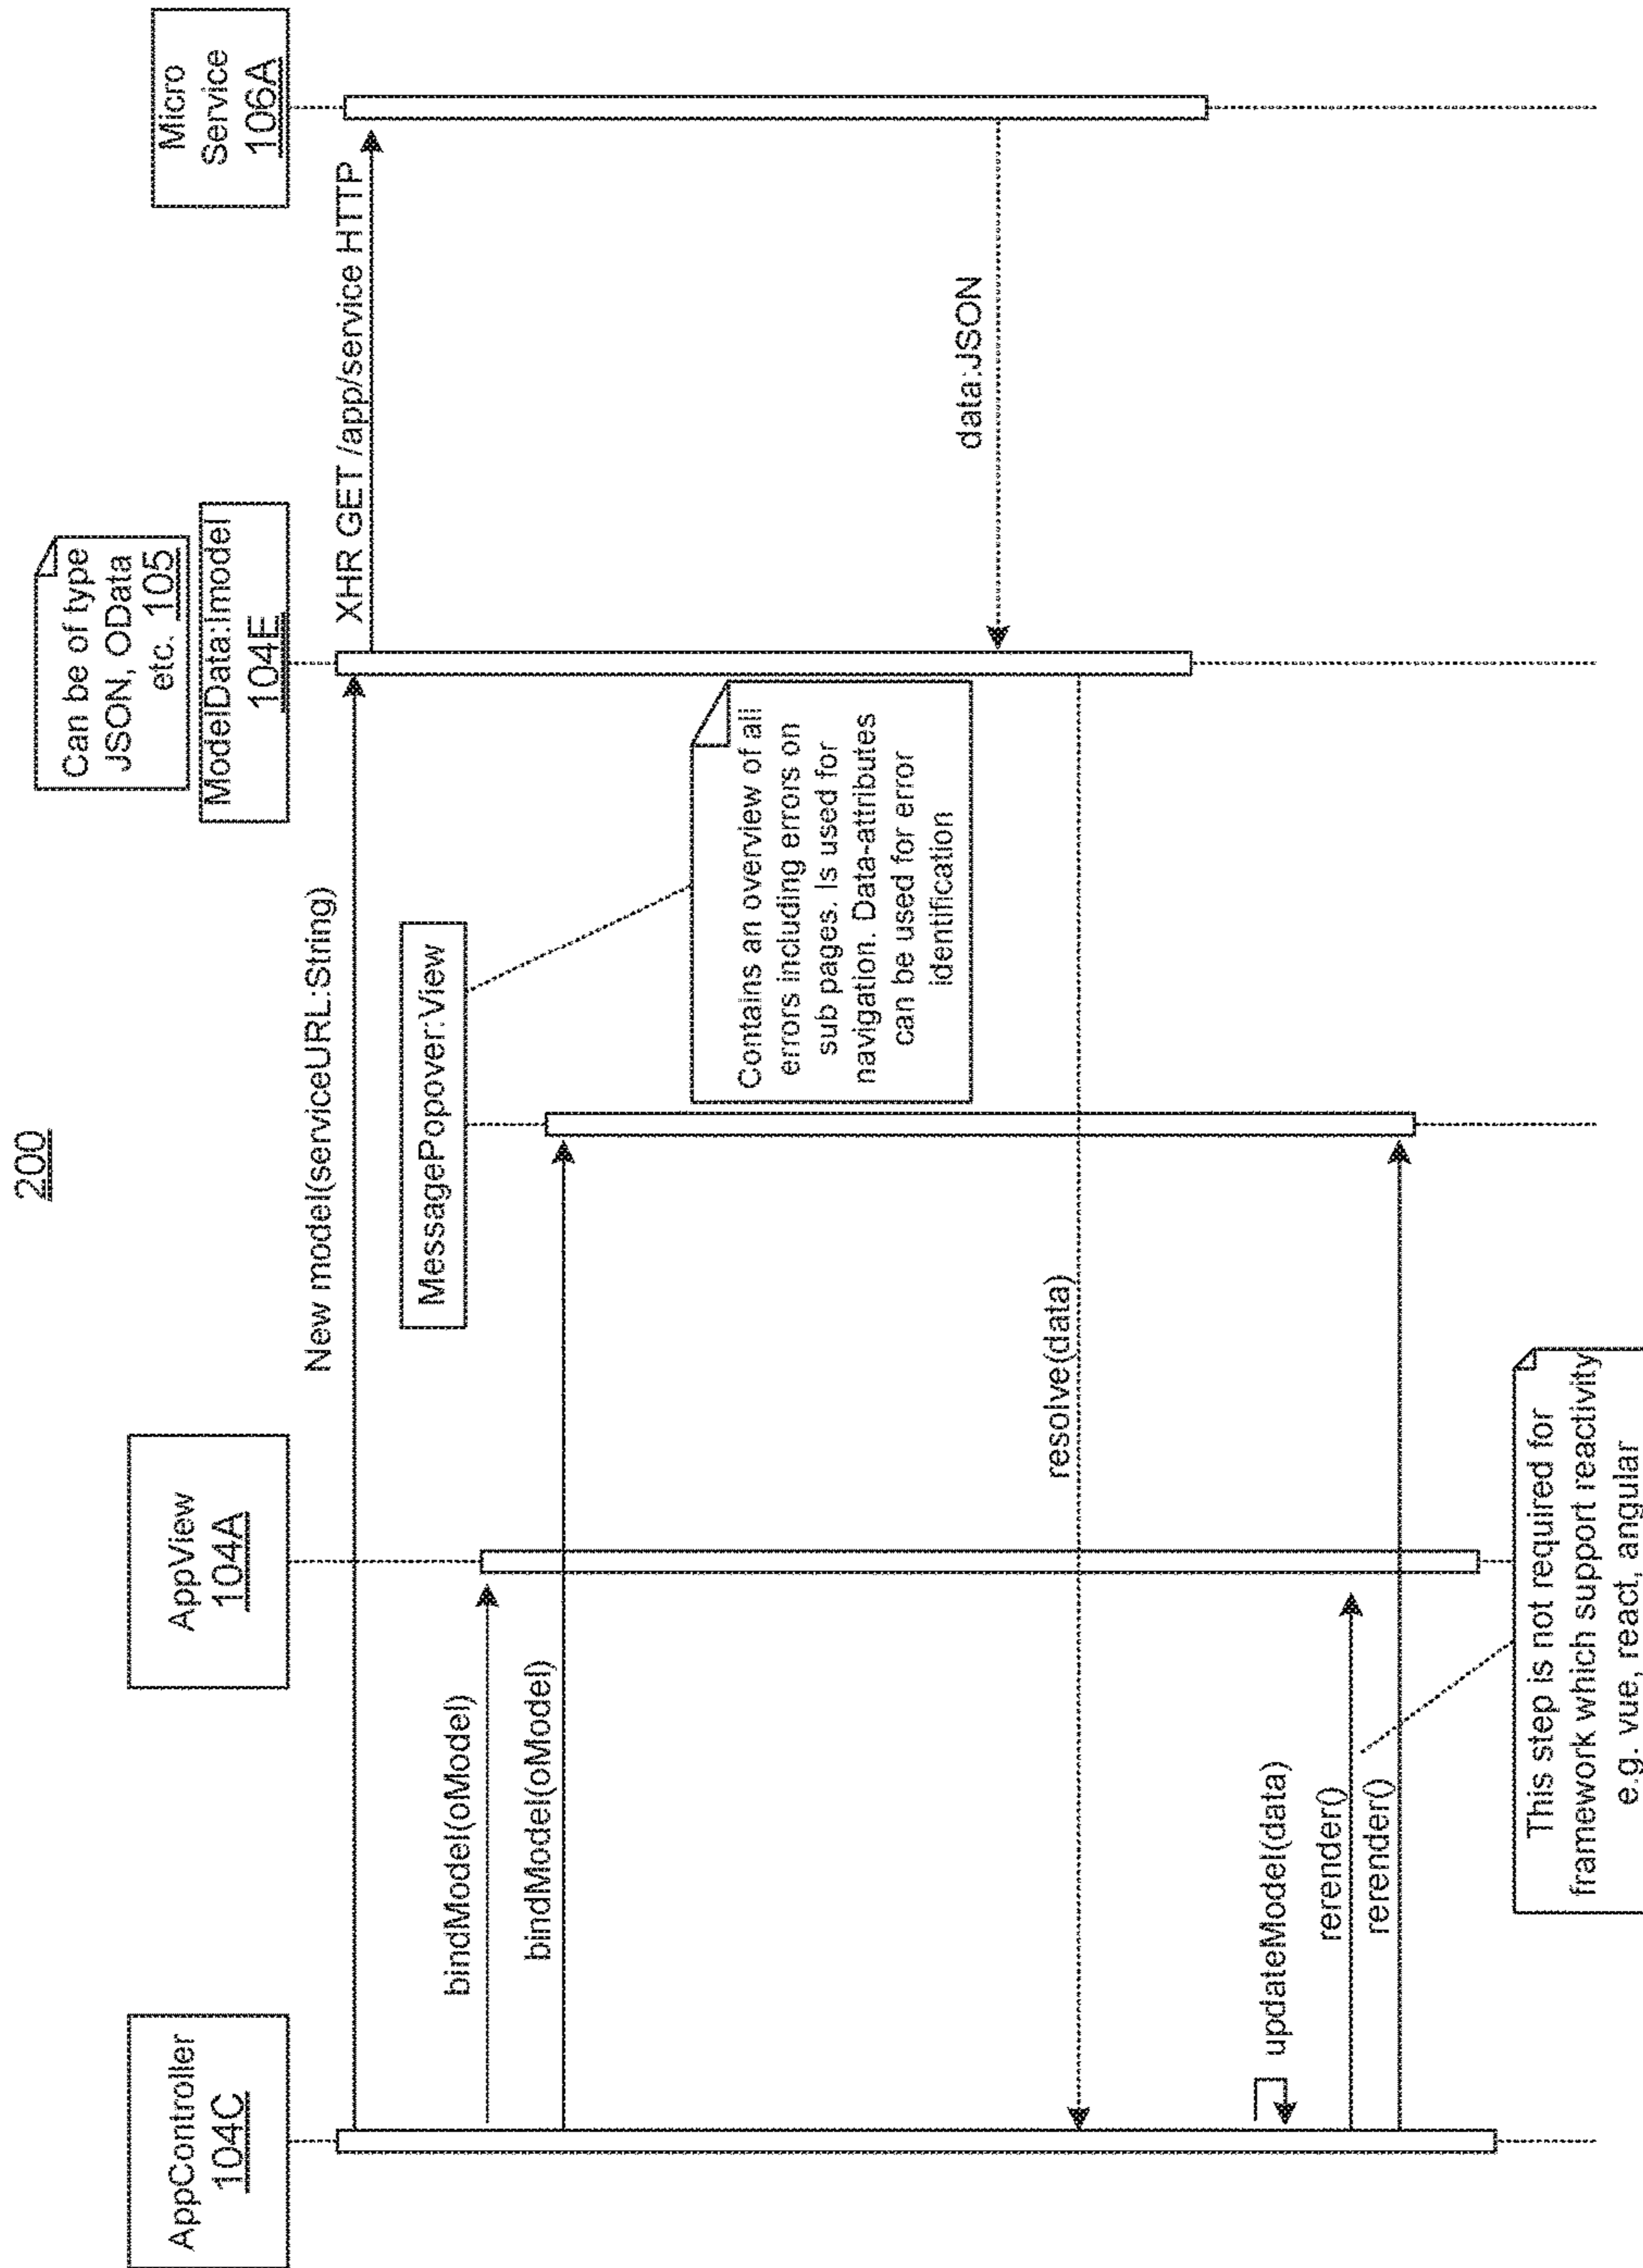 200
AppController
104C
AppView
104A
Can be of type
JSON, OData
etc. 105
ModelData:Imodel
104E
Micro
Service
106A
New model(serviceURL:String)
XHR GET /app/service HTTP
MessagePopover:View
bindModel(oModel)
bindModel(oModel)
Contains an overview of all
errors including errors on
sub pages. Is used for
navigation. Data-attributes
can be used for error
identification
data:JSON
resolve(data)
updateModel(data)
rerender()
rerender()
This step is not required for
framework which support reactivity
e.g. vue, react, angular